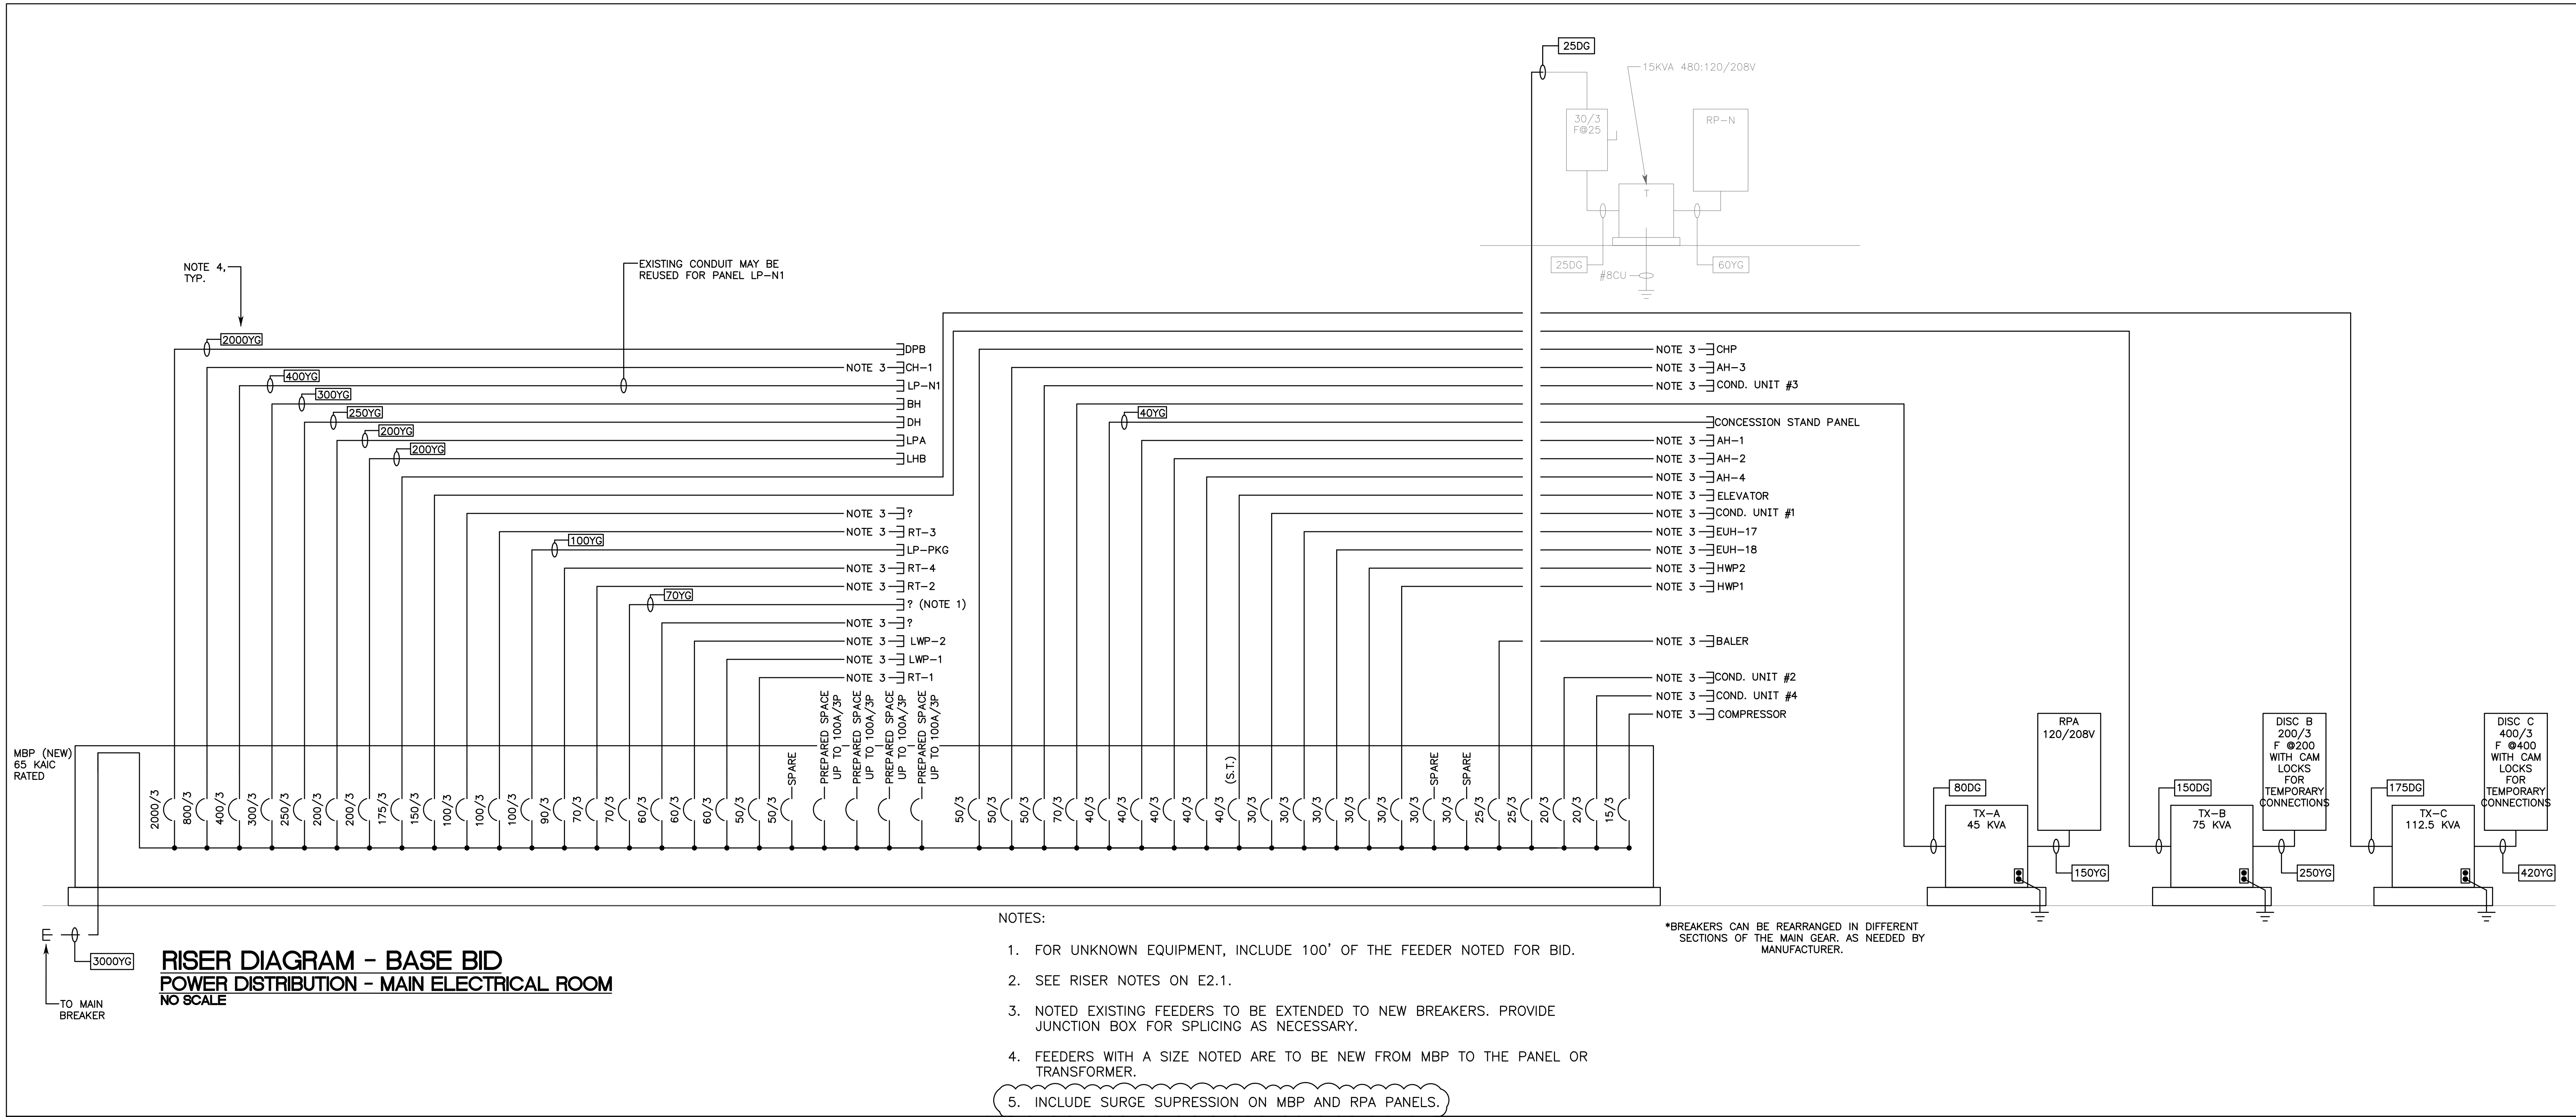 25DG
15KVA 480:120/208V
30/3
F@25
RP-N
T
25DG
#8CU
60YG
NOTE 4,
TYP.
EXISTING CONDUIT MAY BE
REUSED FOR PANEL LP-N1
2000YG
DPB
NOTE 3 CH-1
400YG
LP-N1
300YG
BH
250YG
DH
200YG
LPA
200YG
LHB
NOTE 3 ?
NOTE 3 RT-3
100YG
LP-PKG
NOTE 3 RT-4
NOTE 3 RT-2
70YG
? (NOTE 1)
NOTE 3 ?
NOTE 3 LWP-2
NOTE 3 LWP-1
NOTE 3 RT-1
NOTE 3 CHP
NOTE 3 AH-3
NOTE 3 COND. UNIT #3
40YG
CONCESSION STAND PANEL
NOTE 3 AH-1
NOTE 3 AH-2
NOTE 3 AH-4
NOTE 3 ELEVATOR
NOTE 3 COND. UNIT #1
NOTE 3 EUH-17
NOTE 3 EUH-18
NOTE 3 HWP2
NOTE 3 HWP1
NOTE 3 BALER
NOTE 3 COND. UNIT #2
NOTE 3 COND. UNIT #4
NOTE 3 COMPRESSOR
MBP (NEW)
65 KAIC
RATED
2000/3
800/3
400/3
300/3
250/3
200/3
200/3
175/3
150/3
100/3
100/3
100/3
90/3
70/3
70/3
60/3
60/3
60/3
50/3
50/3
SPARE
PREPARED SPACE
UP TO 100A/3P
PREPARED SPACE
UP TO 100A/3P
PREPARED SPACE
UP TO 100A/3P
PREPARED SPACE
UP TO 100A/3P
50/3
50/3
50/3
70/3
40/3
40/3
40/3
40/3
40/3
(S.T.)
30/3
30/3
30/3
30/3
30/3
30/3
SPARE
30/3
SPARE
25/3
25/3
20/3
20/3
15/3
80DG
TX-A
45 KVA
RPA
120/208V
150YG
150DG
TX-B
75 KVA
DISC B
200/3
F @200
WITH CAM
LOCKS
FOR
TEMPORARY
CONNECTIONS
250YG
175DG
TX-C
112.5 KVA
DISC C
400/3
F @400
WITH CAM
LOCKS
FOR
TEMPORARY
CONNECTIONS
420YG
E
3000YG
TO MAIN
BREAKER
RISER DIAGRAM - BASE BID
POWER DISTRIBUTION - MAIN ELECTRICAL ROOM
NO SCALE
NOTES:
1. FOR UNKNOWN EQUIPMENT, INCLUDE 100' OF THE FEEDER NOTED FOR BID.
2. SEE RISER NOTES ON E2.1.
3. NOTED EXISTING FEEDERS TO BE EXTENDED TO NEW BREAKERS. PROVIDE
JUNCTION BOX FOR SPLICING AS NECESSARY.
4. FEEDERS WITH A SIZE NOTED ARE TO BE NEW FROM MBP TO THE PANEL OR
TRANSFORMER.
5. INCLUDE SURGE SUPRESSION ON MBP AND RPA PANELS.
*BREAKERS CAN BE REARRANGED IN DIFFERENT
SECTIONS OF THE MAIN GEAR. AS NEEDED BY
MANUFACTURER.